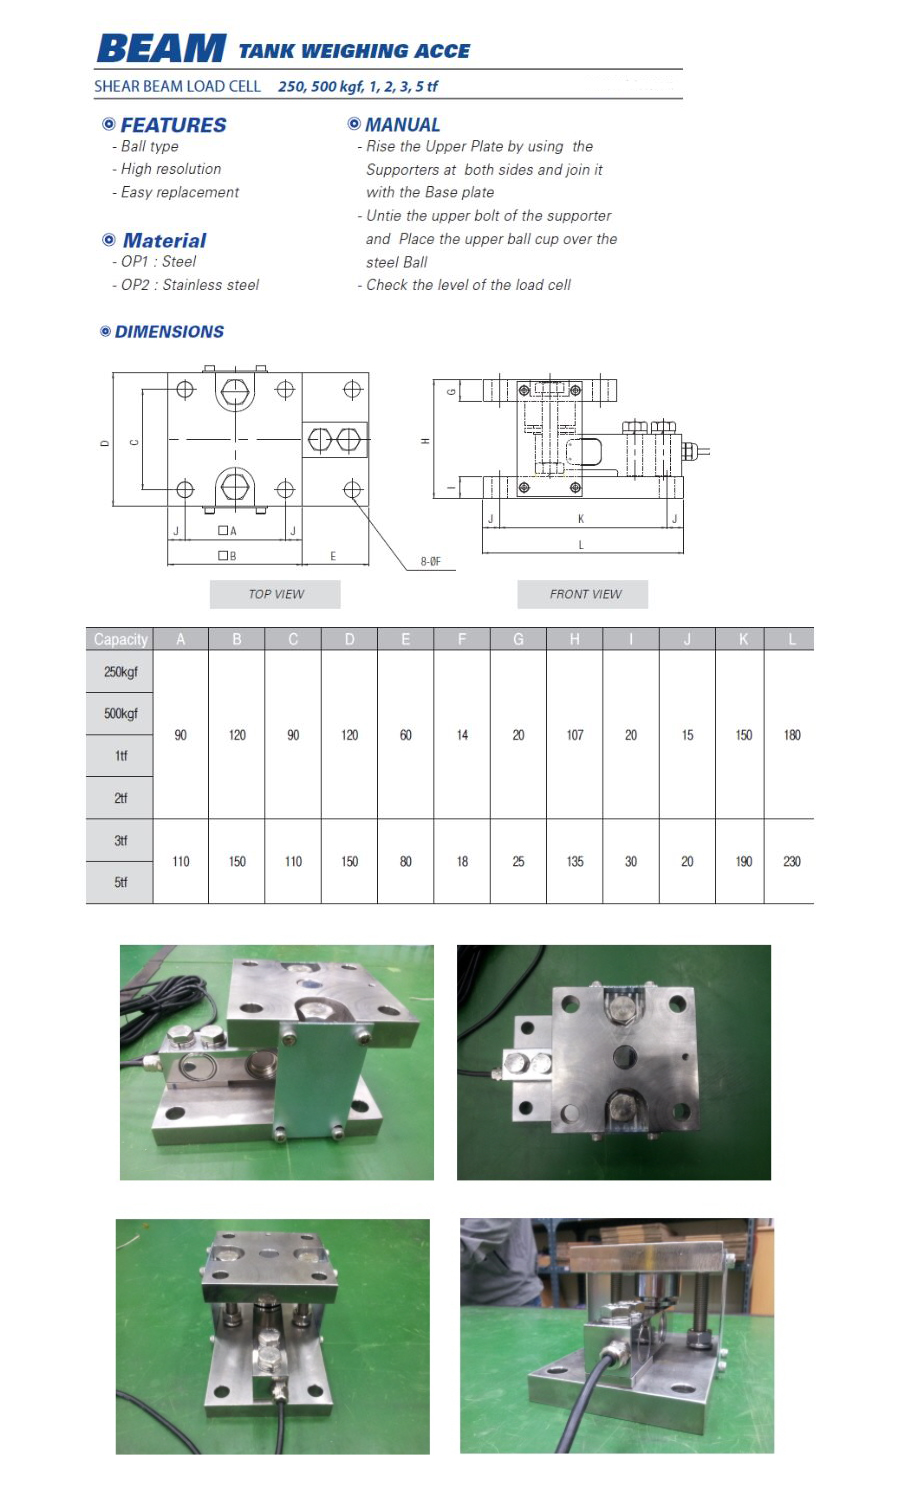 BEAM TANK WEIGHING ACCE
SHEAR BEAM LOAD CELL 250, 500 kgf, 1, 2, 3, 5 tf
FEATURES
- Ball type
- High resolution
- Easy replacement
Material
- OP1 : Steel
- OP2 : Stainless steel
MANUAL
- Rise the Upper Plate by using the
Supporters at both sides and join it
with the Base plate
- Untie the upper bolt of the supporter
and Place the upper ball cup over the
steel Ball
- Check the level of the load cell
DIMENSIONS
D
C
J
□A
J
□B
E
8-ØF
G
H
I
J
K
J
L
TOP VIEW
FRONT VIEW
Capacity A B C D E F G H I J K L
250kgf
500kgf
90 120 90 120 60 14 20 107 20 15 150 180
1tf
2tf
3tf
110 150 110 150 80 18 25 135 30 20 190 230
5tf